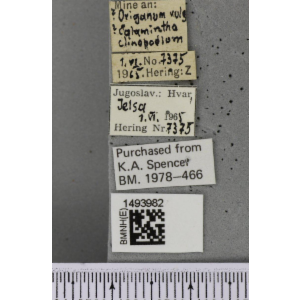 Mine an:
? Origanum vulg
? Calamintha
clinopodium
1. VI. No. 7375
1965. Hering: Z
Jugoslav.: Hvar,
Jelsa
1. VI. 1965
Hering Nr. 7375
Purchased from
K.A. Spencer
BM. 1978–466
1493982
BMNH(E)